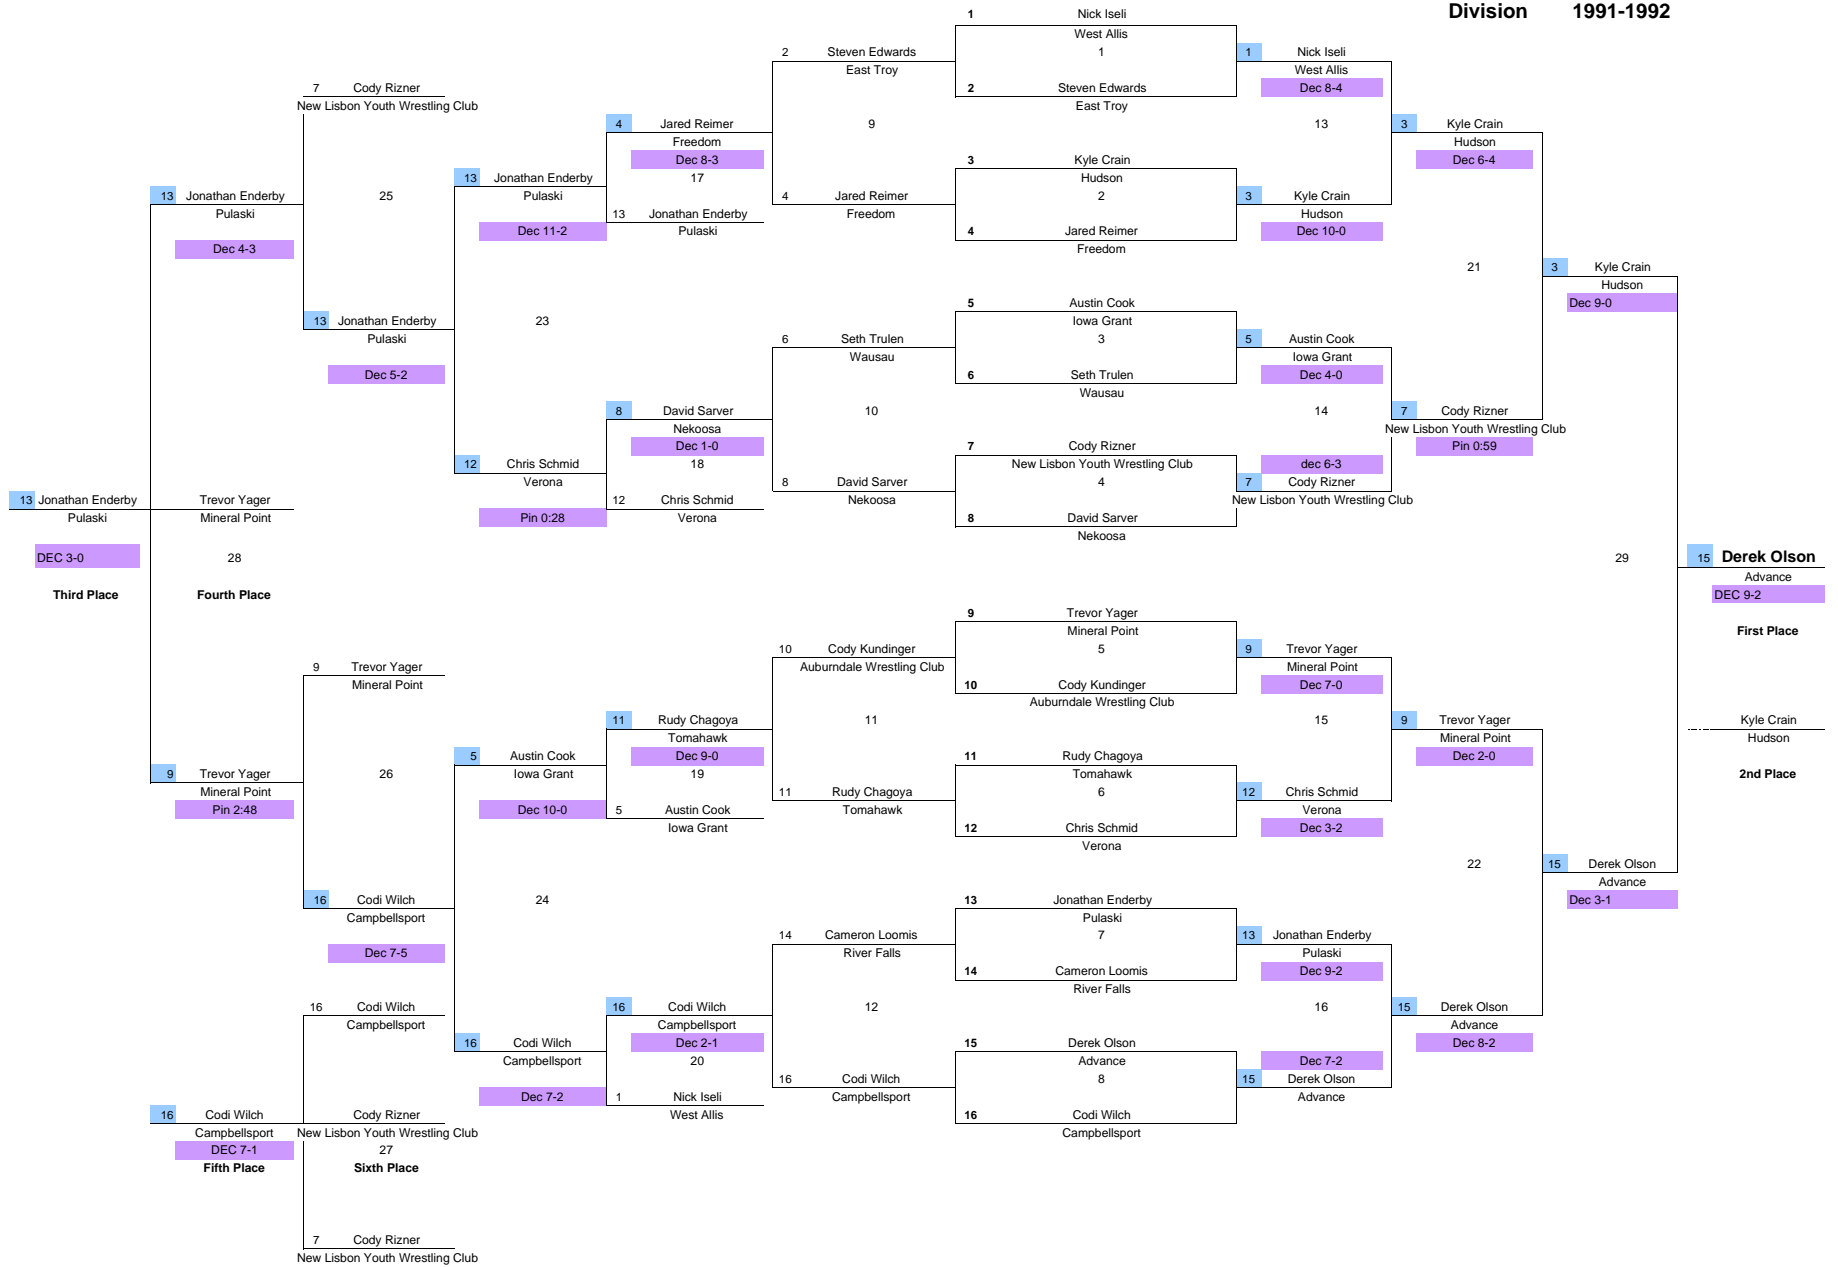 Division 1991-1992
1 Nick Iseli
West Allis
2 Steven Edwards 1 1 Nick Iseli
East Troy West Allis
7 Cody Rizner 2 Steven Edwards Dec 8-4
New Lisbon Youth Wrestling Club East Troy
4 Jared Reimer 9 13 3 Kyle Crain
Freedom Hudson
Dec 8-3 3 Kyle Crain Dec 6-4
13 Jonathan Enderby 17 Hudson
13 Jonathan Enderby 25 Pulaski 4 Jared Reimer 2 3 Kyle Crain
Pulaski 13 Jonathan Enderby Freedom Hudson
Dec 11-2 Pulaski 4 Jared Reimer Dec 10-0
Dec 4-3 Freedom
21 3 Kyle Crain
Hudson
5 Austin Cook Dec 9-0
13 Jonathan Enderby 23 Iowa Grant
Pulaski 6 Seth Trulen 3 5 Austin Cook
Wausau Iowa Grant
Dec 5-2 6 Seth Trulen Dec 4-0
Wausau
8 David Sarver 10 14 7 Cody Rizner
Nekoosa New Lisbon Youth Wrestling Club
Dec 1-0 7 Cody Rizner Pin 0:59
12 Chris Schmid 18 New Lisbon Youth Wrestling Club dec 6-3
Verona 8 David Sarver 4 7 Cody Rizner
13 Jonathan Enderby Trevor Yager 12 Chris Schmid Nekoosa New Lisbon Youth Wrestling Club
Pulaski Mineral Point Pin 0:28 Verona 8 David Sarver
Nekoosa
DEC 3-0 28 29 15 Derek Olson
Advance
Third Place Fourth Place DEC 9-2
9 Trevor Yager
Mineral Point First Place
10 Cody Kundinger 5 9 Trevor Yager
9 Trevor Yager Auburndale Wrestling Club Mineral Point
Mineral Point 10 Cody Kundinger Dec 7-0
Auburndale Wrestling Club
11 Rudy Chagoya 11 15 9 Trevor Yager Kyle Crain
Tomahawk Mineral Point Hudson
5 Austin Cook Dec 9-0 11 Rudy Chagoya Dec 2-0
9 Trevor Yager 26 Iowa Grant 19 Tomahawk 2nd Place
Mineral Point 11 Rudy Chagoya 6 12 Chris Schmid
Pin 2:48 Dec 10-0 5 Austin Cook Tomahawk Verona
Iowa Grant 12 Chris Schmid Dec 3-2
Verona
22 15 Derek Olson
Advance
16 Codi Wilch 24 13 Jonathan Enderby Dec 3-1
Campbellsport Pulaski
14 Cameron Loomis 7 13 Jonathan Enderby
Dec 7-5 River Falls Pulaski
14 Cameron Loomis Dec 9-2
River Falls
16 Codi Wilch 16 Codi Wilch 12 16 15 Derek Olson
Campbellsport Campbellsport Advance
16 Codi Wilch Dec 2-1 15 Derek Olson Dec 8-2
Campbellsport 20 Advance Dec 7-2
16 Codi Wilch 8 15 Derek Olson
Dec 7-2 1 Nick Iseli Campbellsport Advance
16 Codi Wilch Cody Rizner West Allis 16 Codi Wilch
Campbellsport New Lisbon Youth Wrestling Club Campbellsport
DEC 7-1 27
Fifth Place Sixth Place
7 Cody Rizner
New Lisbon Youth Wrestling Club